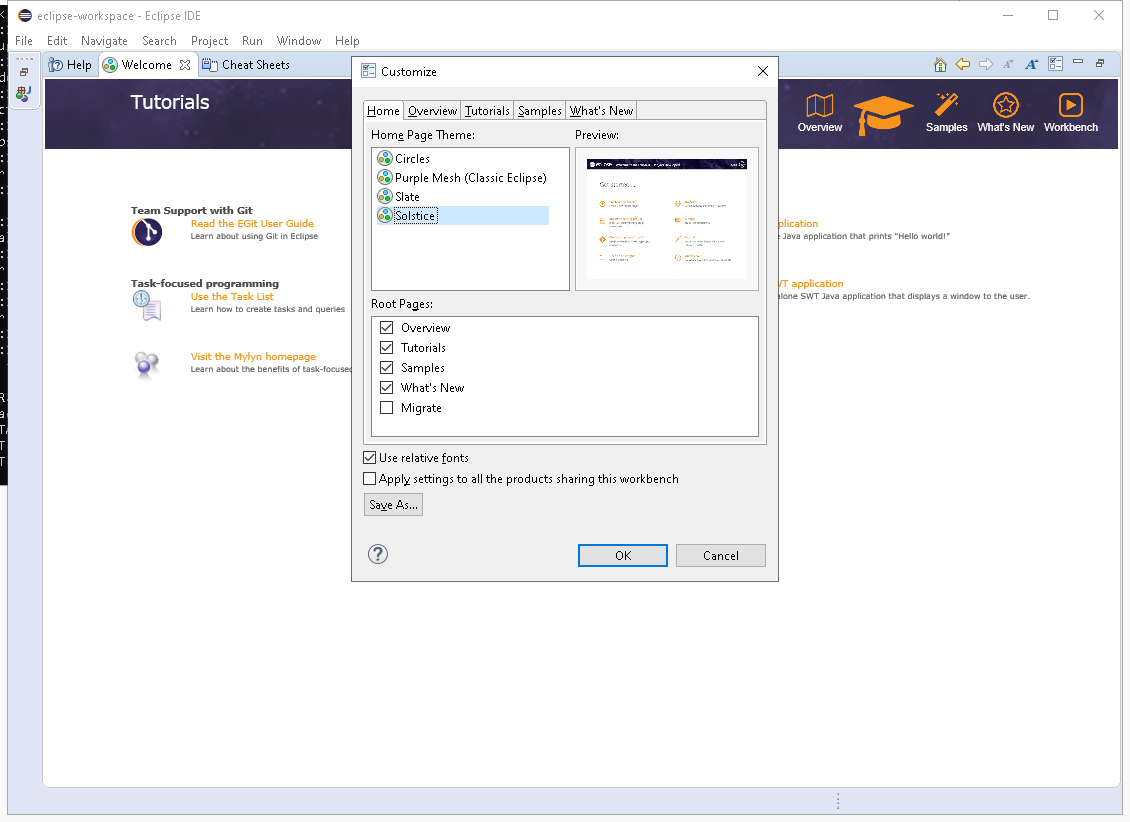 eclipse-workspace - Eclipse IDE
File Edit Navigate Search Project Run Window Help
Help Welcome Cheat Sheets
Tutorials
Overview Samples What's New Workbench
Team Support with Git
Read the EGit User Guide
Learn about using Git in Eclipse
Task-focused programming
Use the Task List
Learn how to create tasks and queries
Visit the Mylyn homepage
Learn about the benefits of task-focused
plication
Java application that prints "Hello world!"
WT application
alone SWT Java application that displays a window to the user.
Customize
Home Overview Tutorials Samples What's New
Home Page Theme: Preview:
Circles
Purple Mesh (Classic Eclipse)
Slate
Solstice
Get started...
Root Pages:
Overview
Tutorials
Samples
What's New
Migrate
Use relative fonts
Apply settings to all the products sharing this workbench
Save As...
? OK Cancel